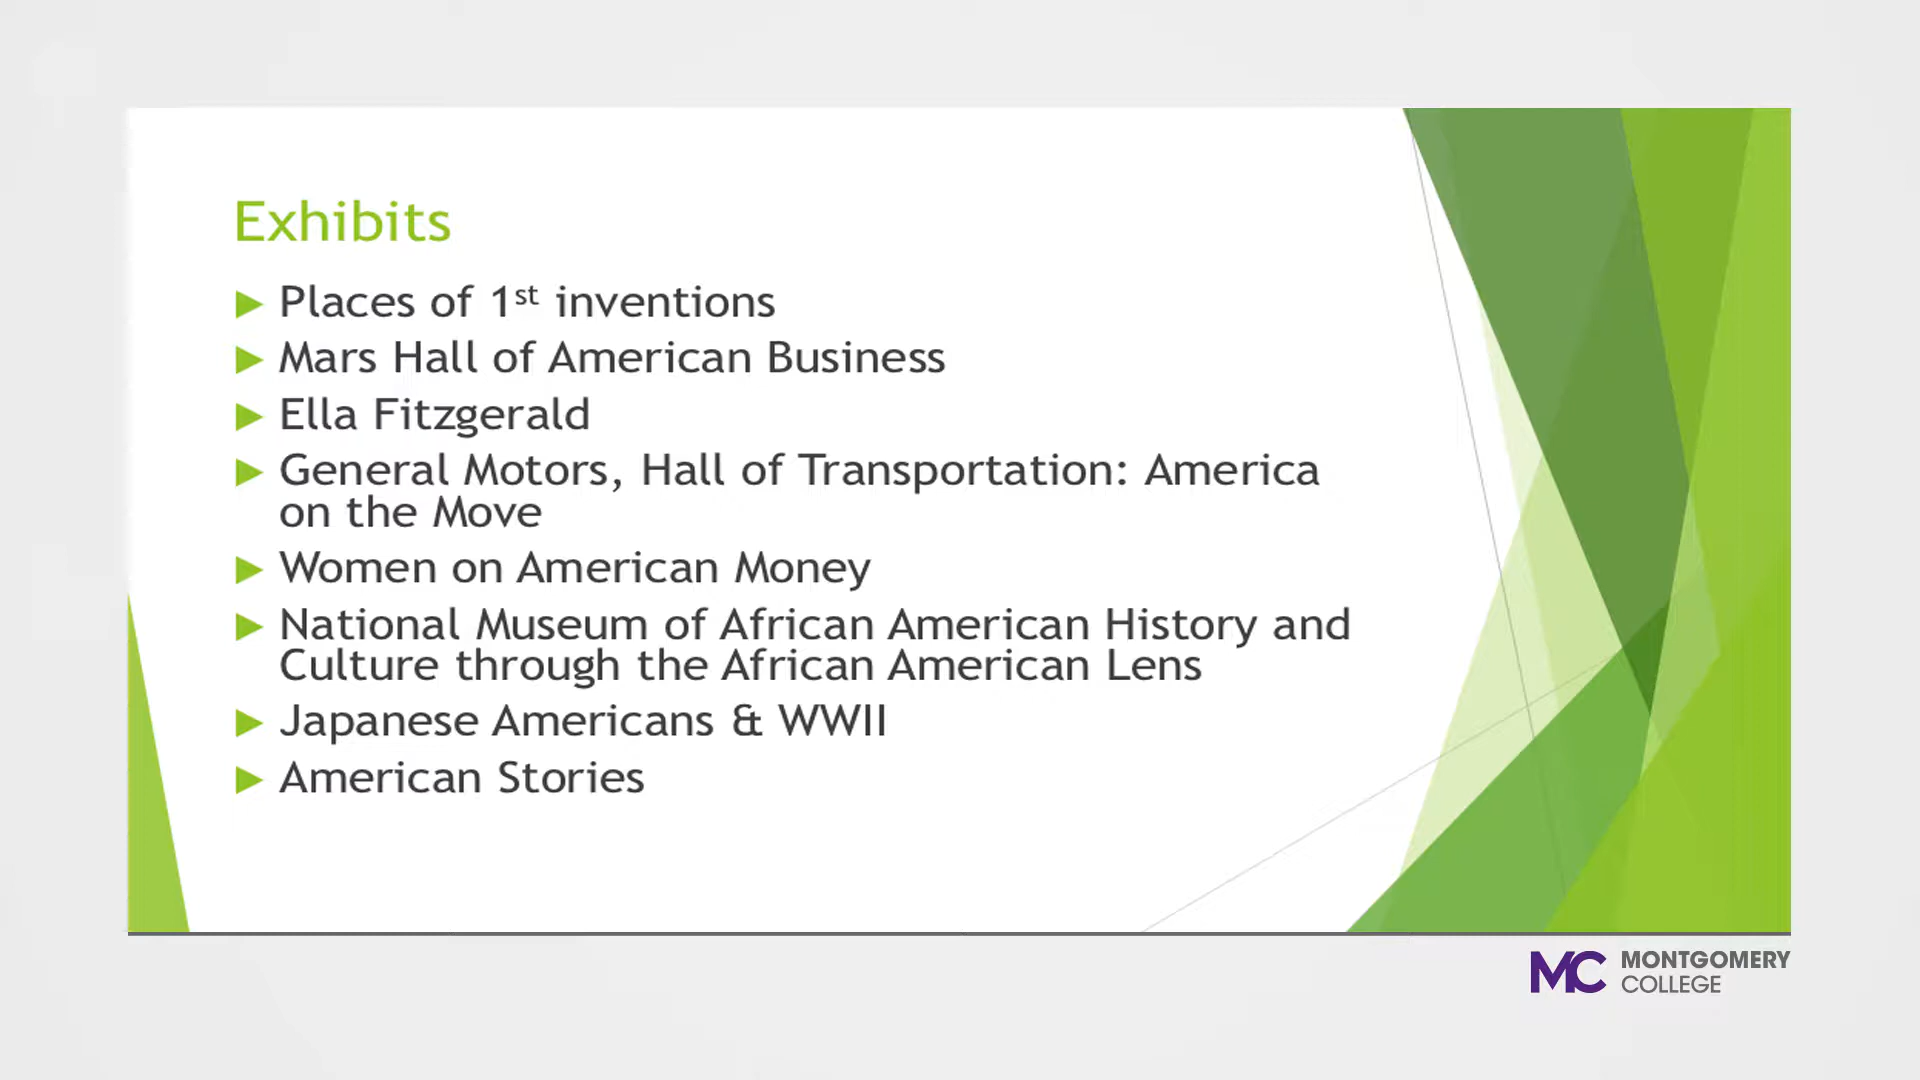 Exhibits
Places of 1st inventions
Mars Hall of American Business
Ella Fitzgerald
General Motors, Hall of Transportation: America
on the Move
Women on American Money
National Museum of African American History and
Culture through the African American Lens
Japanese Americans & WWII
American Stories
MC MONTGOMERY
COLLEGE